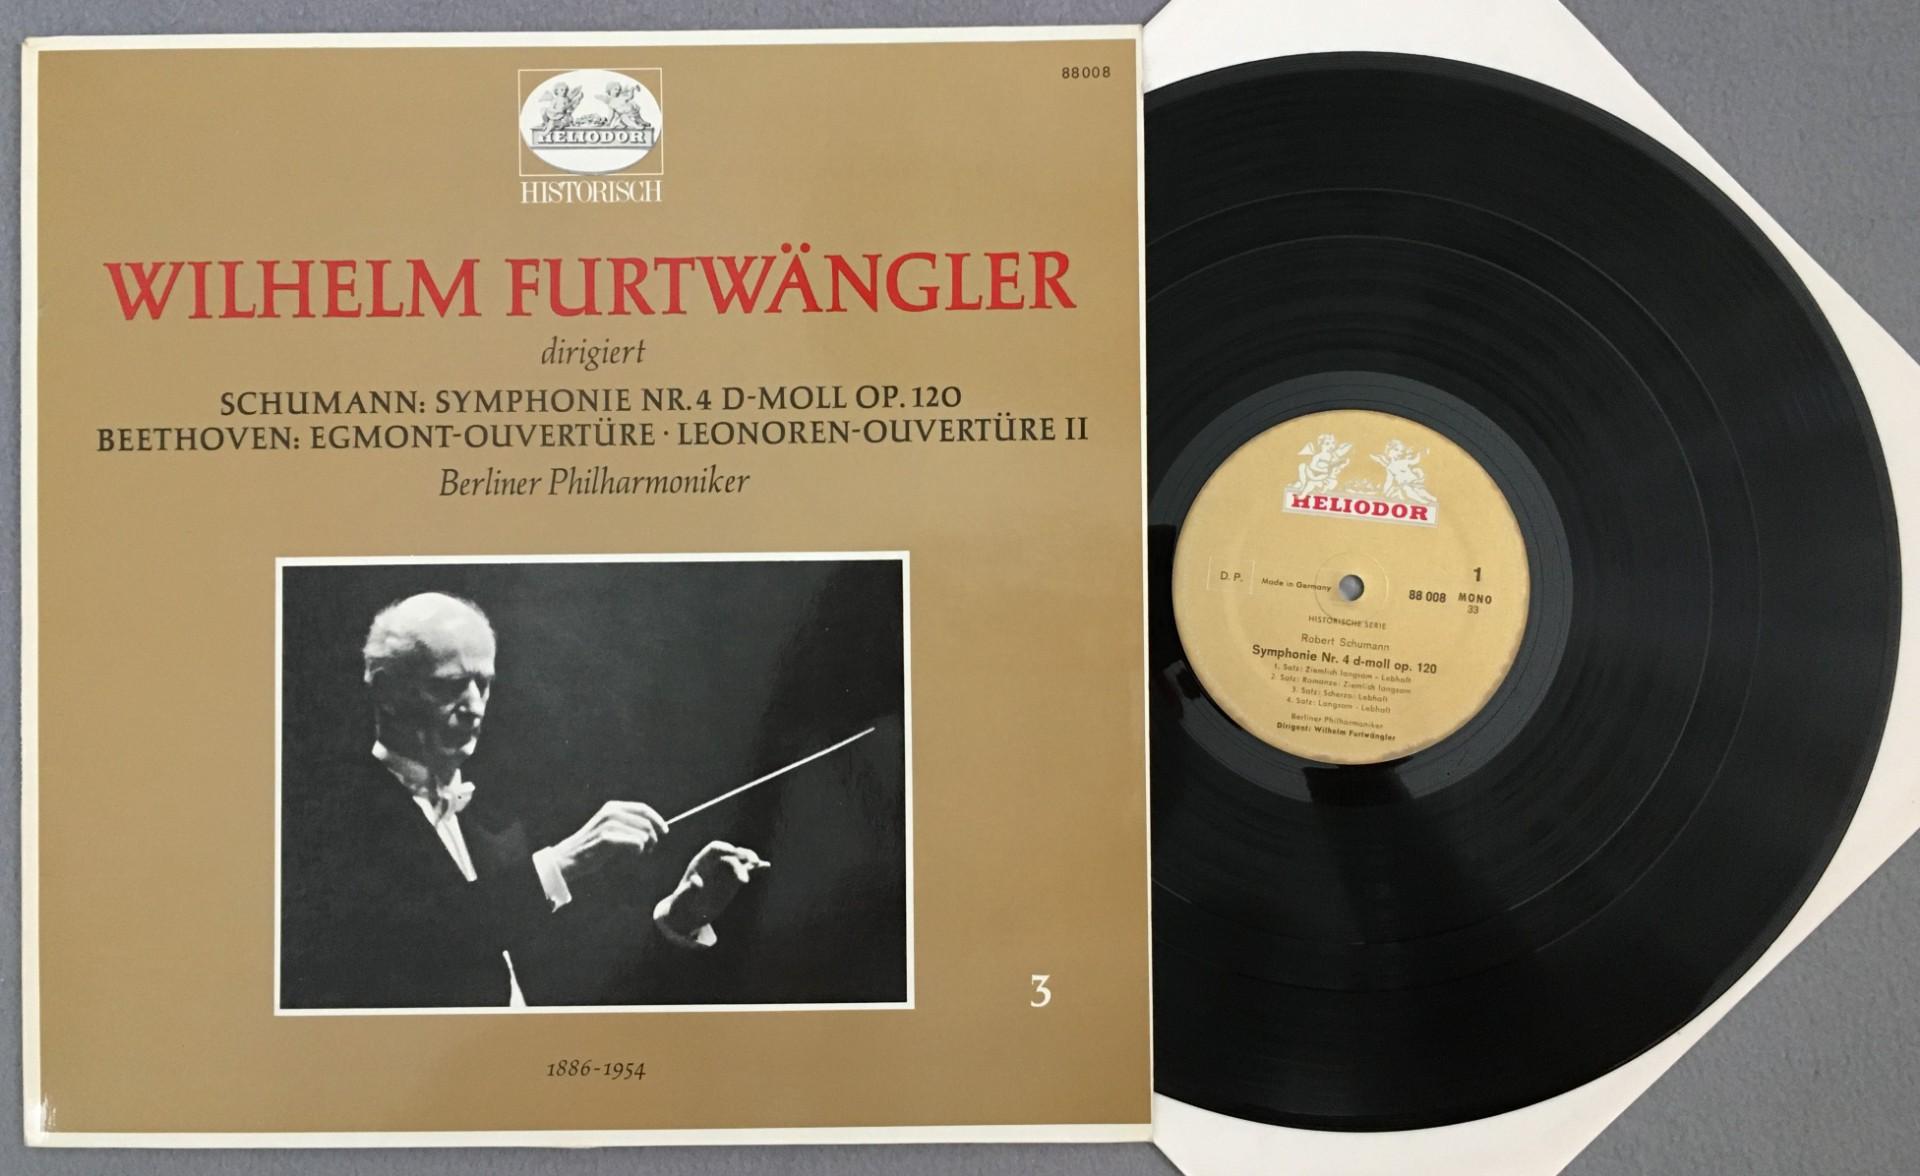 88008
HELIODOR
HISTORISCH
WILHELM FURTWÄNGLER
dirigiert
SCHUMANN: SYMPHONIE NR. 4 D-MOLL OP. 120
BEETHOVEN: EGMONT-OUVERTÜRE · LEONOREN-OUVERTÜRE II
Berliner Philharmoniker
3
1886-1954
HELIODOR
D. P.
Made in Germany
1
88 008 MONO
33
HISTORISCHE SERIE
Robert Schumann
Symphonie Nr. 4 d-moll op. 120
1. Satz: Ziemlich langsam - Lebhaft
2. Satz: Romanze: Ziemlich langsam
3. Satz: Scherzo: Lebhaft
4. Satz: Langsam - Lebhaft
Berliner Philharmoniker
Dirigent: Wilhelm Furtwängler